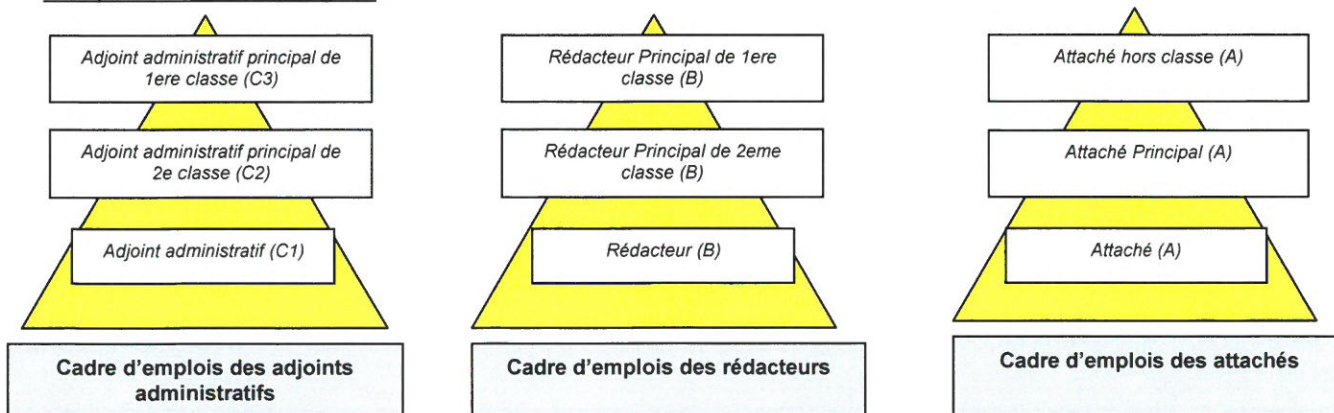 Adjoint administratif principal de
1ere classe (C3)
Adjoint administratif principal de
2e classe (C2)
Adjoint administratif (C1)
Cadre d'emplois des adjoints
administratifs
Rédacteur Principal de 1ere
classe (B)
Rédacteur Principal de 2eme
classe (B)
Rédacteur (B)
Cadre d'emplois des rédacteurs
Attaché hors classe (A)
Attaché Principal (A)
Attaché (A)
Cadre d'emplois des attachés